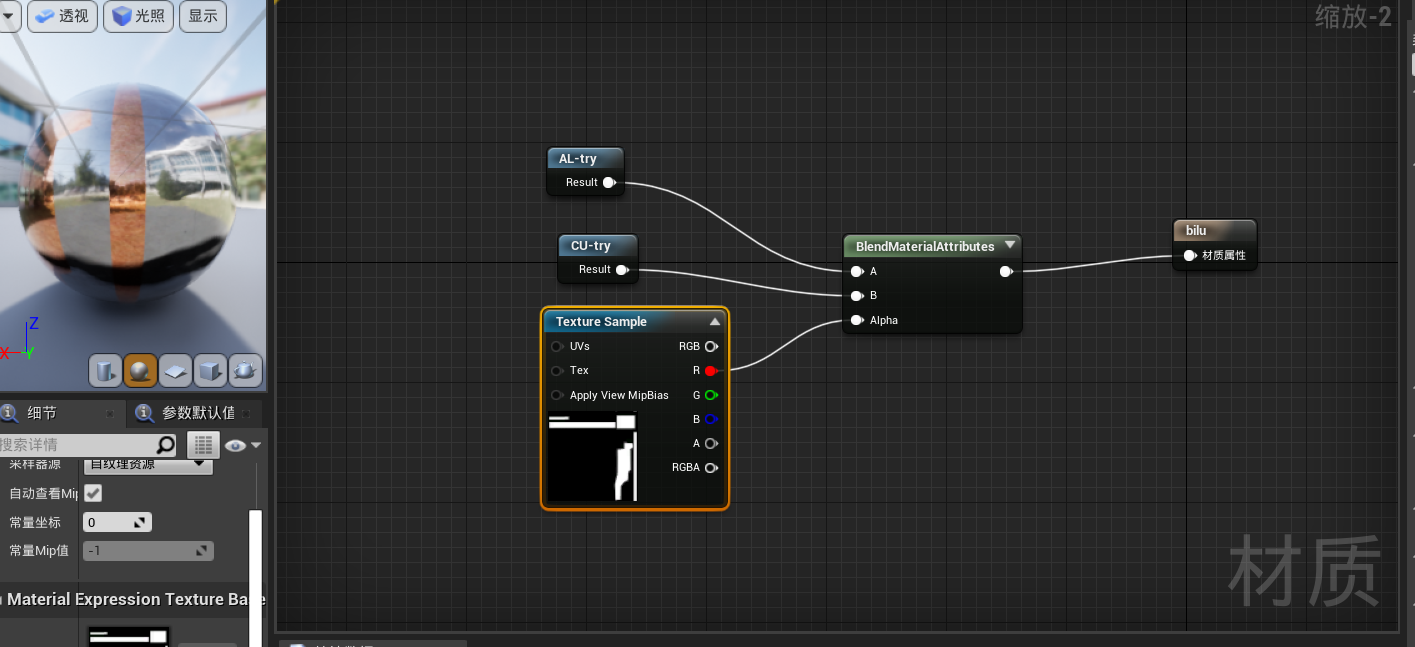 透视
光照
显示
缩放-2
AL-try
Result
CU-try
Result
BlendMaterialAttributes
A
B
Alpha
bilu
材质属性
Texture Sample
UVs
RGB
Tex
R
Apply View MipBias
G
B
A
RGBA
Z
X
Y
细节
参数默认值
搜索详情
采样器源
自纹理资源
自动查看Mip
常量坐标
0
常量Mip值
-1
Material Expression Texture Base
材质